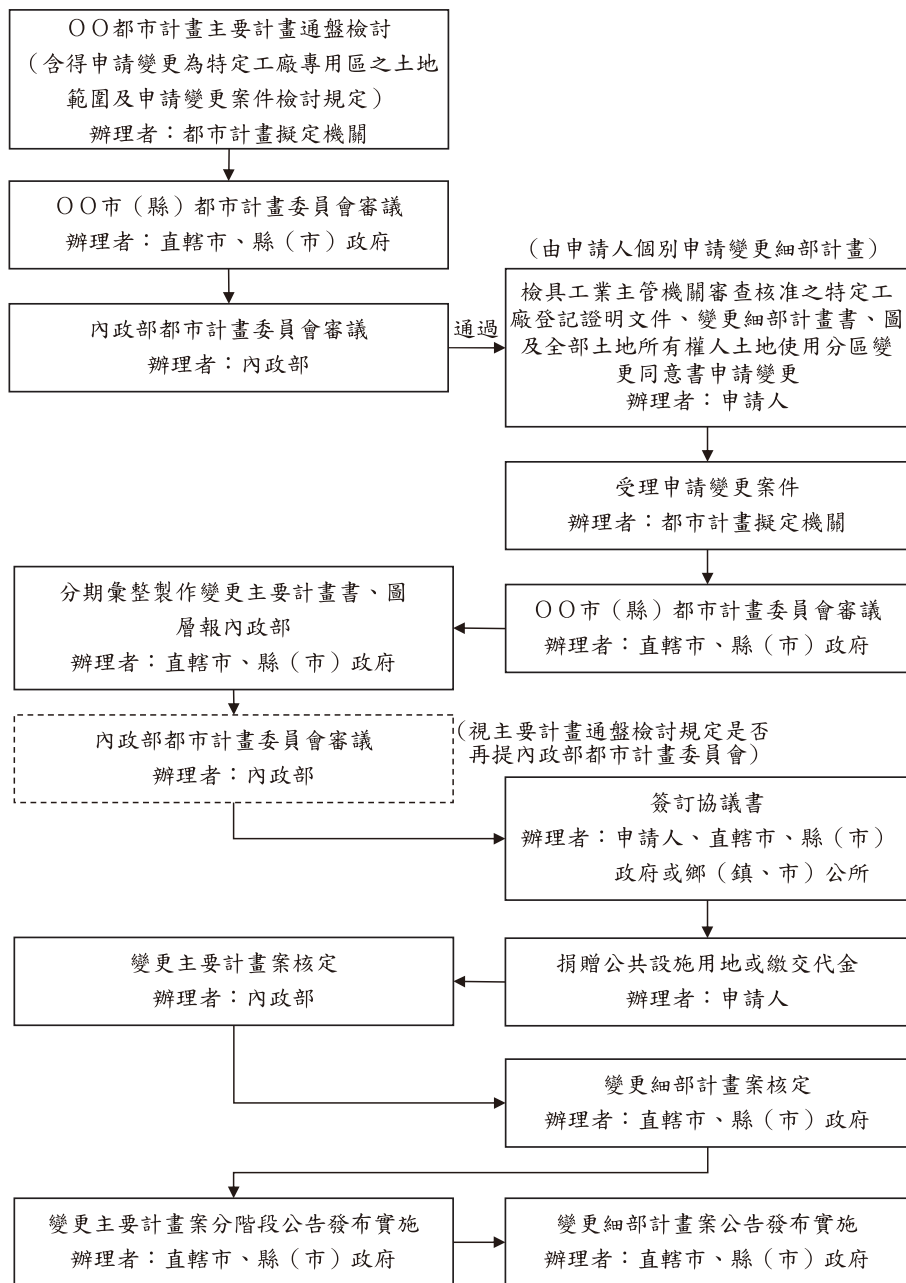 〇〇都市計畫主要計畫通盤檢討
（含得申請變更為特定工廠專用區之土地
範圍及申請變更案件檢討規定）
辦理者：都市計畫擬定機關
〇〇市（縣）都市計畫委員會審議
辦理者：直轄市、縣（市）政府
內政部都市計畫委員會審議
辦理者：內政部
通過
（由申請人個別申請變更細部計畫）
檢具工業主管機關審查核准之特定工
廠登記證明文件、變更細部計畫書、圖
及全部土地所有權人土地使用分區變
更同意書申請變更
辦理者：申請人
受理申請變更案件
辦理者：都市計畫擬定機關
〇〇市（縣）都市計畫委員會審議
辦理者：直轄市、縣（市）政府
分期彙整製作變更主要計畫書、圖
層報內政部
辦理者：直轄市、縣（市）政府
內政部都市計畫委員會審議
辦理者：內政部
（視主要計畫通盤檢討規定是否
再提內政部都市計畫委員會）
簽訂協議書
辦理者：申請人、直轄市、縣（市）
政府或鄉（鎮、市）公所
捐贈公共設施用地或繳交代金
辦理者：申請人
變更主要計畫案核定
辦理者：內政部
變更細部計畫案核定
辦理者：直轄市、縣（市）政府
變更主要計畫案分階段公告發布實施
辦理者：直轄市、縣（市）政府
變更細部計畫案公告發布實施
辦理者：直轄市、縣（市）政府